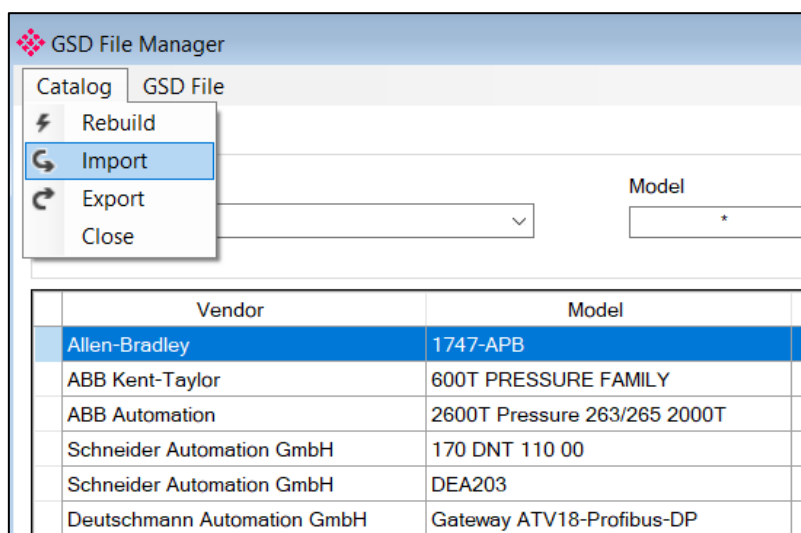 GSD File Manager
Catalog GSD File
Rebuild
Import
Export
Close
Model
*
Vendor Model
Allen-Bradley 1747-APB
ABB Kent-Taylor 600T PRESSURE FAMILY
ABB Automation 2600T Pressure 263/265 2000T
Schneider Automation GmbH 170 DNT 110 00
Schneider Automation GmbH DEA203
Deutschmann Automation GmbH Gateway ATV18-Profibus-DP